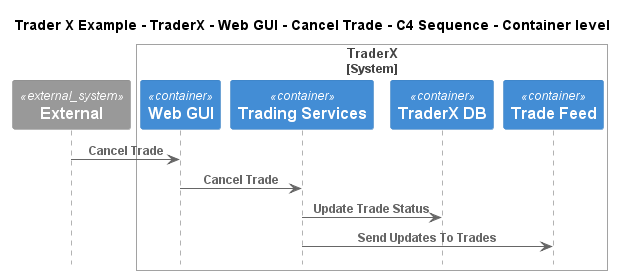 Trader X Example - TraderX - Web GUI - Cancel Trade - C4 Sequence - Container level
TraderX
[System]
«external_system»
External
«container»
Web GUI
«container»
Trading Services
«container»
TraderX DB
«container»
Trade Feed
Cancel Trade
Cancel Trade
Update Trade Status
Send Updates To Trades